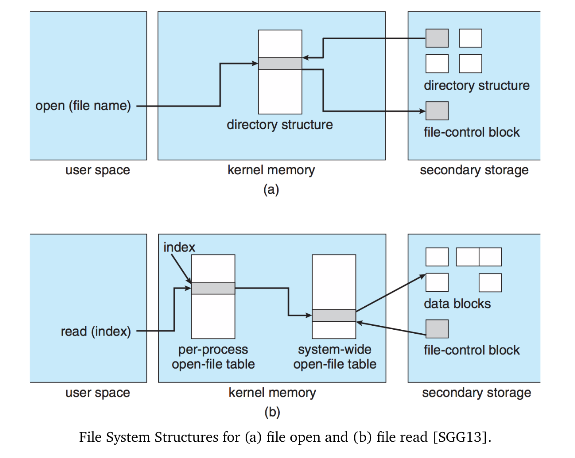 open (file name)
directory structure
directory structure
file-control block
user space
kernel memory
secondary storage
(a)
index
read (index)
per-process
open-file table
system-wide
open-file table
data blocks
file-control block
user space
kernel memory
secondary storage
(b)
File System Structures for (a) file open and (b) file read [SGG13].